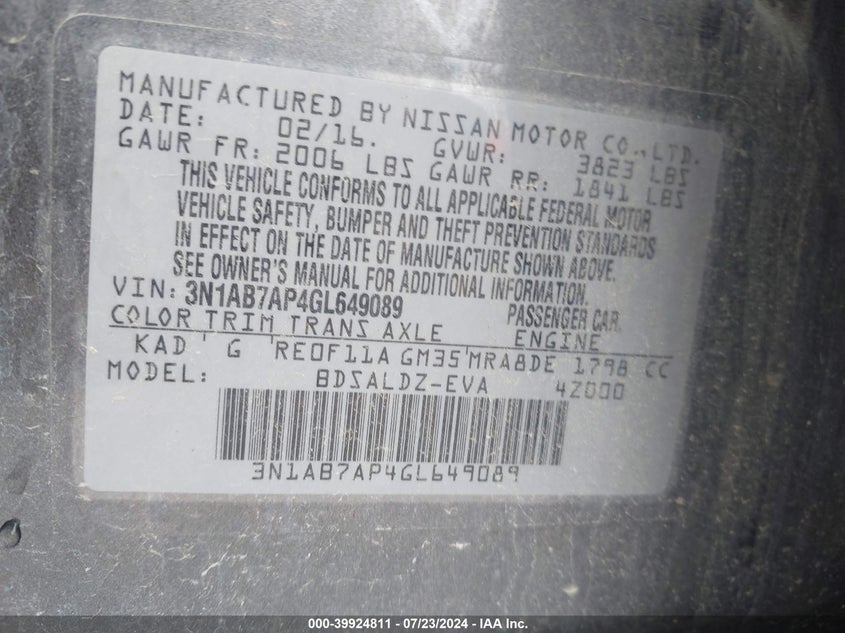 MANUFACTURED BY NISSAN MOTOR CO., LTD.
DATE: 02/16. GVWR: 3823 LBS
GAWR FR: 2006 LBS GAWR RR: 1841 LBS
THIS VEHICLE CONFORMS TO ALL APPLICABLE FEDERAL MOTOR
VEHICLE SAFETY, BUMPER AND THEFT PREVENTION STANDARDS
IN EFFECT ON THE DATE OF MANUFACTURE SHOWN ABOVE.
SEE OWNER'S MANUAL FOR ADDITIONAL INFORMATION.
VIN: 3N1AB7AP4GL649089 PASSENGER CAR.
COLOR TRIM TRANS AXLE ENGINE
KAD G RE0F11A GM35 MRA8DE 1798 CC
MODEL: BDSALDZ-EVA 4Z000
3N1AB7AP4GL649089
000-39924811 - 07/23/2024 - IAA Inc.